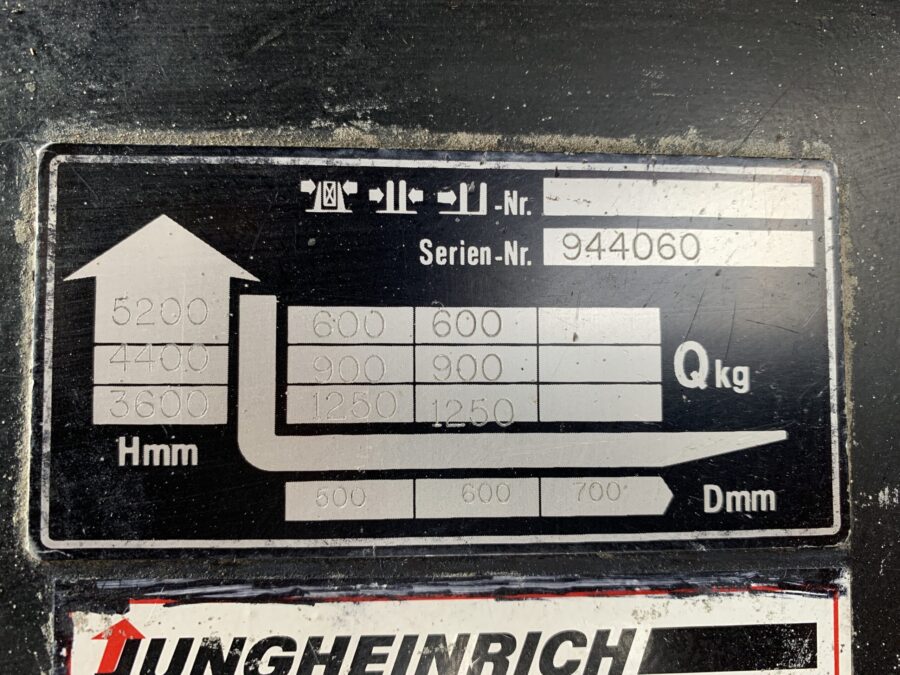 -Nr.
Serien-Nr. 944060
5200 600 600
4400 900 900 Qkg
3600 1250 1250
Hmm
500 600 700 Dmm
JUNGHEINRICH